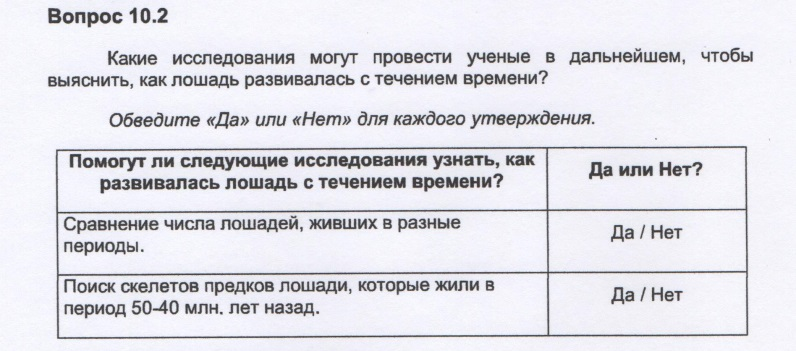 Вопрос 10.2
Какие исследования могут провести ученые в дальнейшем, чтобы
выяснить, как лошадь развивалась с течением времени?
Обведите «Да» или «Нет» для каждого утверждения.
Помогут ли следующие исследования узнать, как
развивалась лошадь с течением времени?
Да или Нет?
Сравнение числа лошадей, живших в разные
периоды.
Да / Нет
Поиск скелетов предков лошади, которые жили в
период 50-40 млн. лет назад.
Да / Нет